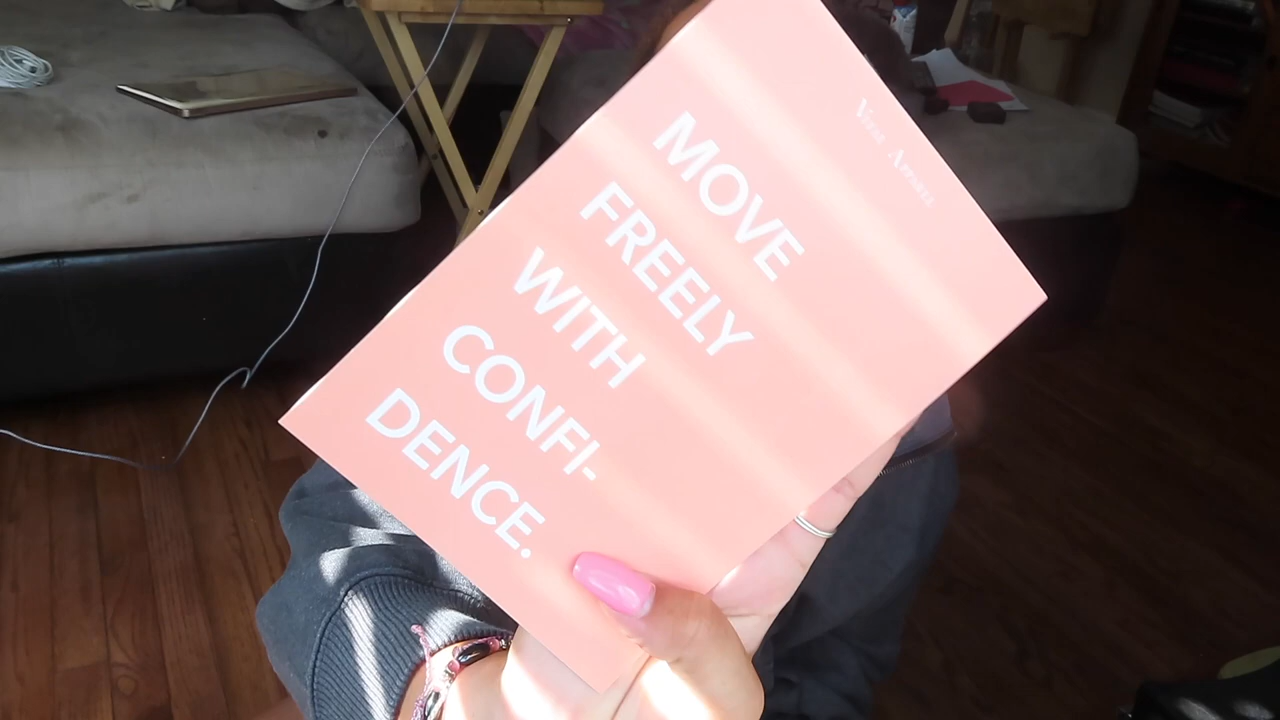 MOVE
FREELY
WITH
CONFI-
DENCE.